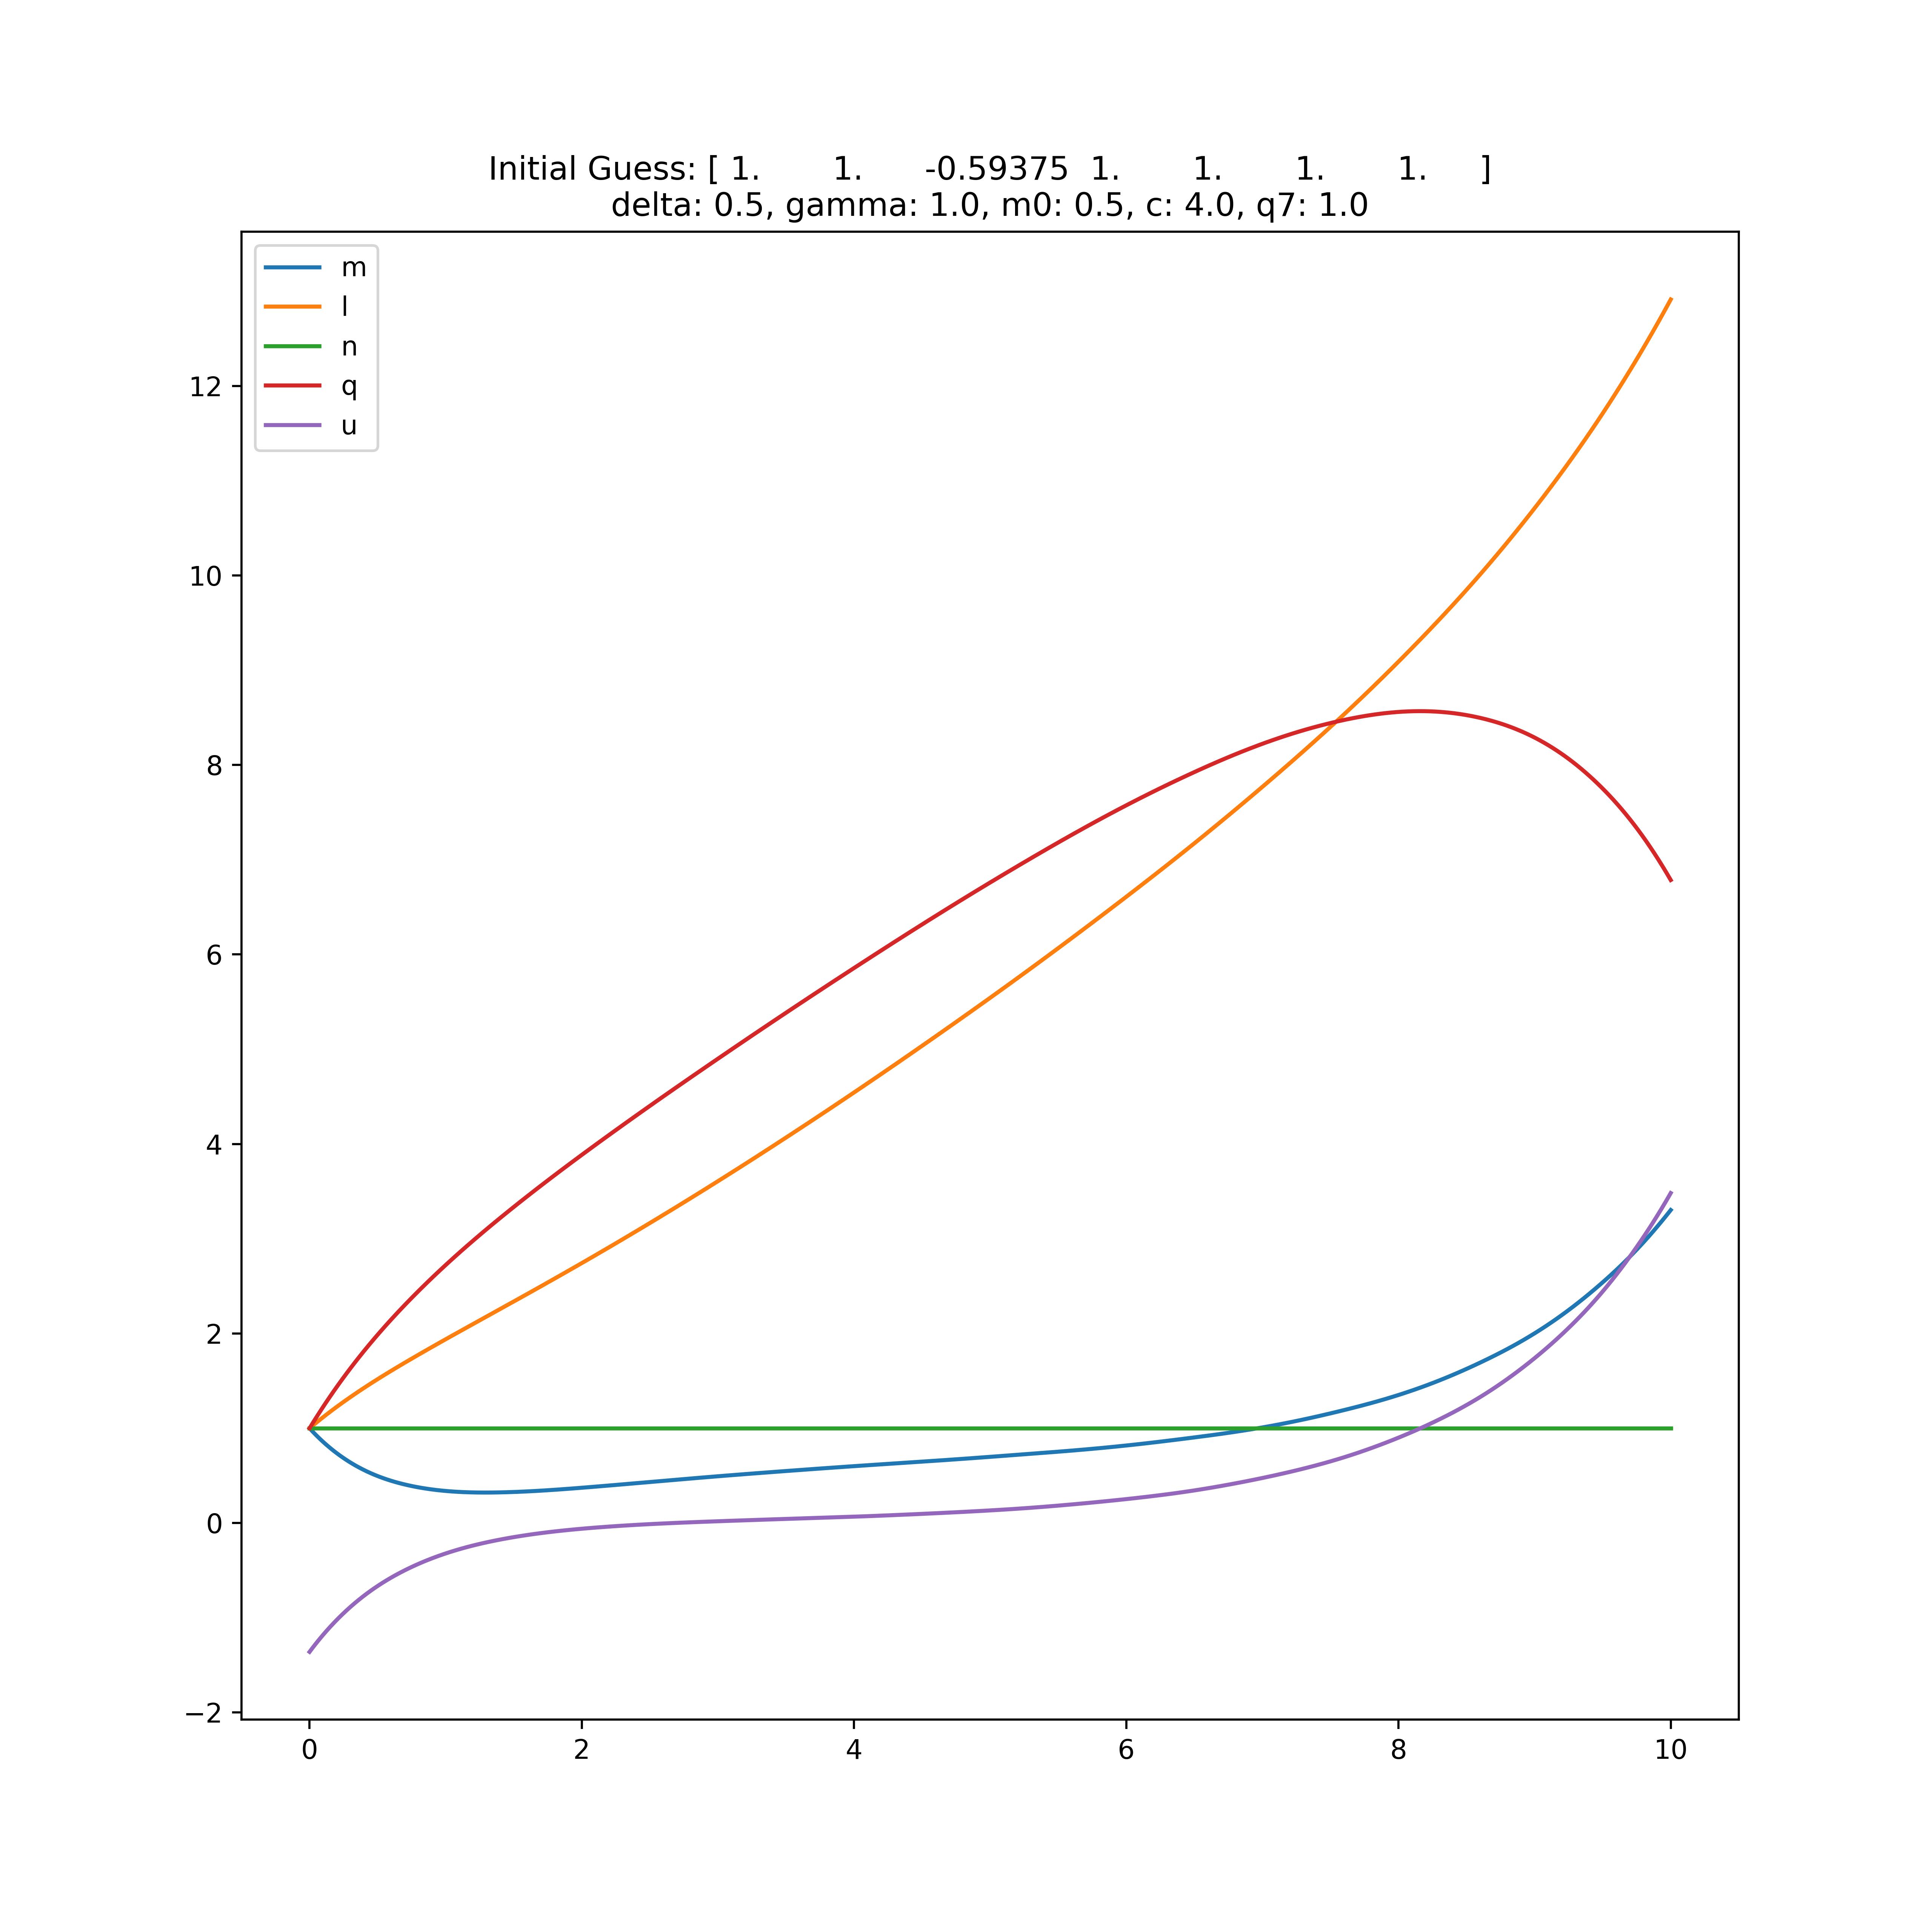 Initial Guess: [ 1. 1. -0.59375 1. 1. 1. 1. ]
delta: 0.5, gamma: 1.0, m0: 0.5, c: 4.0, q7: 1.0
m
l
n
q
u
12
10
8
6
4
2
0
−2
0 2 4 6 8 10